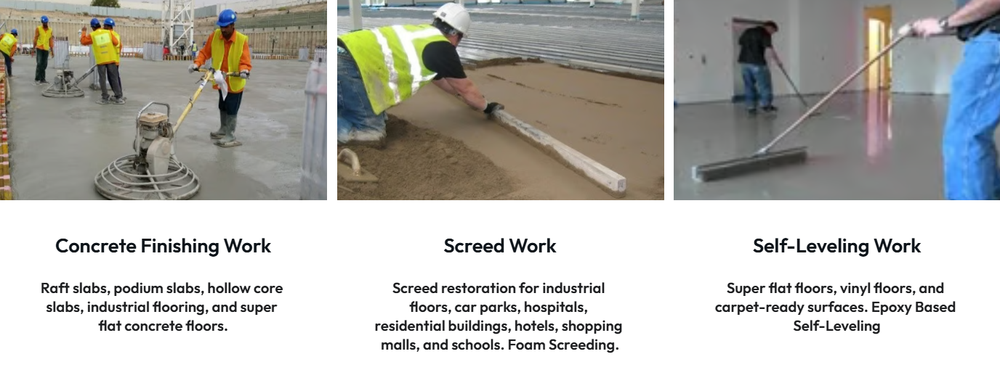 Concrete Finishing Work
Raft slabs, podium slabs, hollow core
slabs, industrial flooring, and super
flat concrete floors.
Screed Work
Screed restoration for industrial
floors, car parks, hospitals,
residential buildings, hotels, shopping
malls, and schools. Foam Screeding.
Self-Leveling Work
Super flat floors, vinyl floors, and
carpet-ready surfaces. Epoxy Based
Self-Leveling